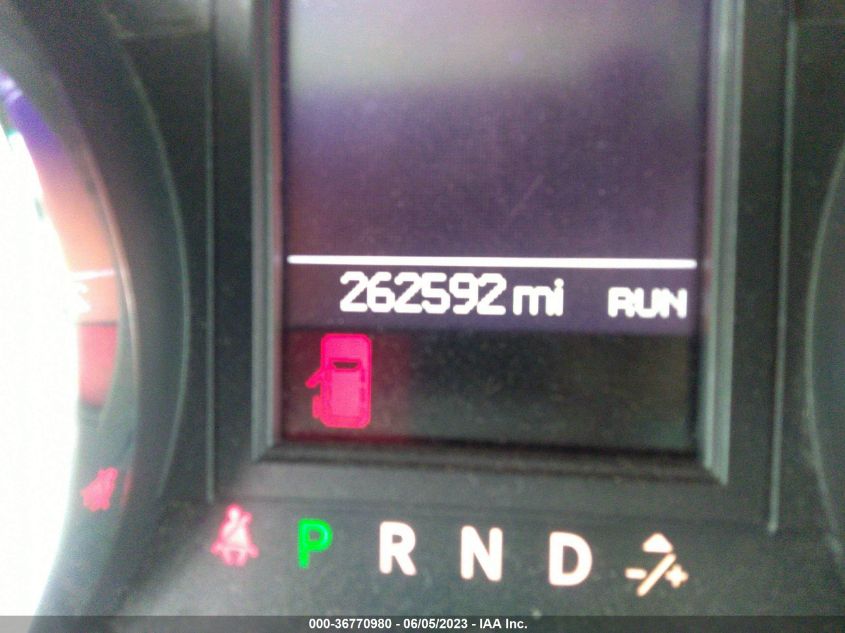 262592 mi RUN
P R N D -/+
000-36770980 - 06/05/2023 - IAA Inc.